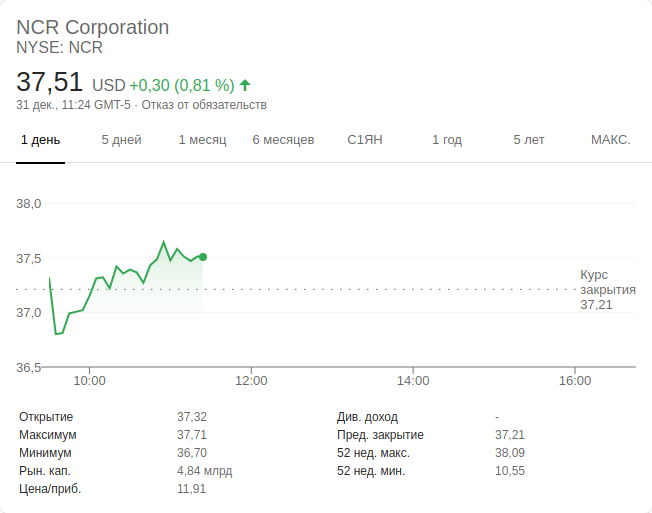 NCR Corporation
NYSE: NCR
37,51 USD +0,30 (0,81 %)
31 дек., 11:24 GMT-5 · Отказ от обязательств
1 день 5 дней 1 месяц 6 месяцев С1ЯН 1 год 5 лет МАКС.
38,0
37,5
37,0
36,5
Курс
закрытия
37,21
10:00 12:00 14:00 16:00
Открытие 37,32
Максимум 37,71
Минимум 36,70
Рын. кап. 4,84 млрд
Цена/приб. 11,91
Див. доход -
Пред. закрытие 37,21
52 нед. макс. 38,09
52 нед. мин. 10,55